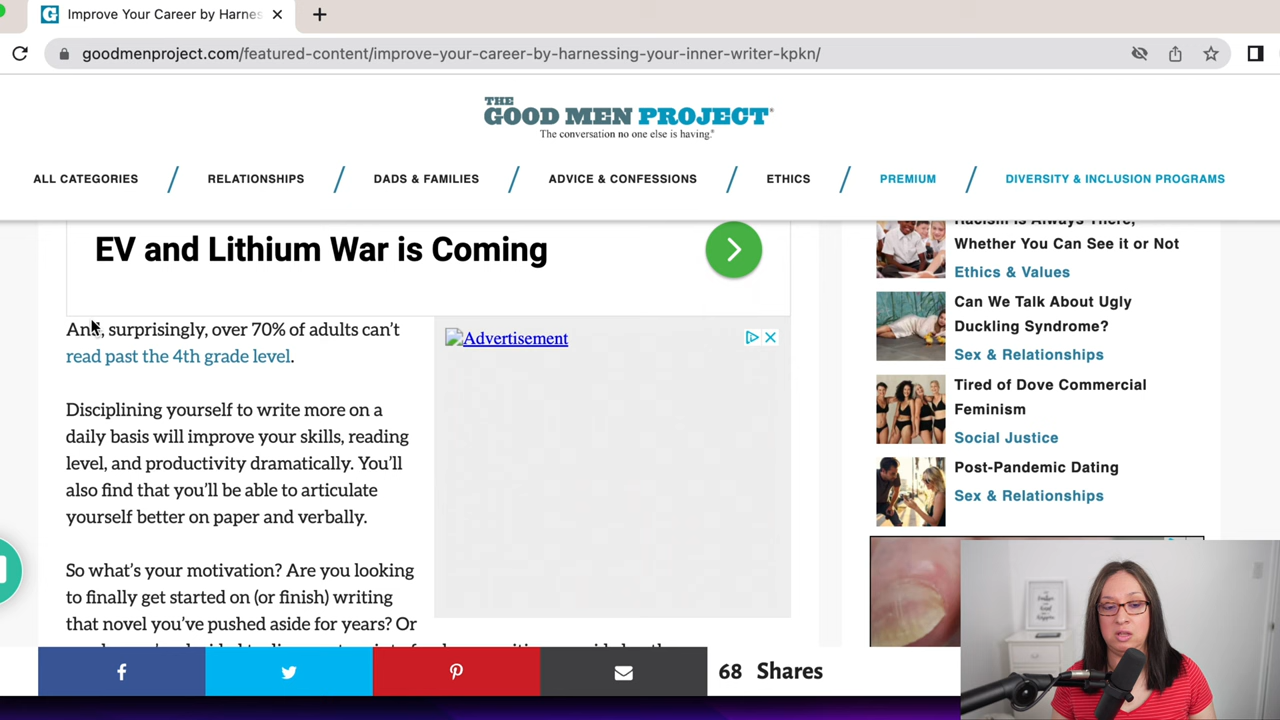 Improve Your Career by Harnes
goodmenproject.com/featured-content/improve-your-career-by-harnessing-your-inner-writer-kpkn/
THE
GOOD MEN PROJECT®
The conversation no one else is having.®
ALL CATEGORIES / RELATIONSHIPS / DADS & FAMILIES / ADVICE & CONFESSIONS / ETHICS / PREMIUM / DIVERSITY & INCLUSION PROGRAMS
EV and Lithium War is Coming
And, surprisingly, over 70% of adults can't
read past the 4th grade level.
Disciplining yourself to write more on a
daily basis will improve your skills, reading
level, and productivity dramatically. You'll
also find that you'll be able to articulate
yourself better on paper and verbally.
So what's your motivation? Are you looking
to finally get started on (or finish) writing
that novel you've pushed aside for years? Or
Advertisement
Racism Is Always There,
Whether You Can See it or Not
Ethics & Values
Can We Talk About Ugly
Duckling Syndrome?
Sex & Relationships
Tired of Dove Commercial
Feminism
Social Justice
Post-Pandemic Dating
Sex & Relationships
68 Shares